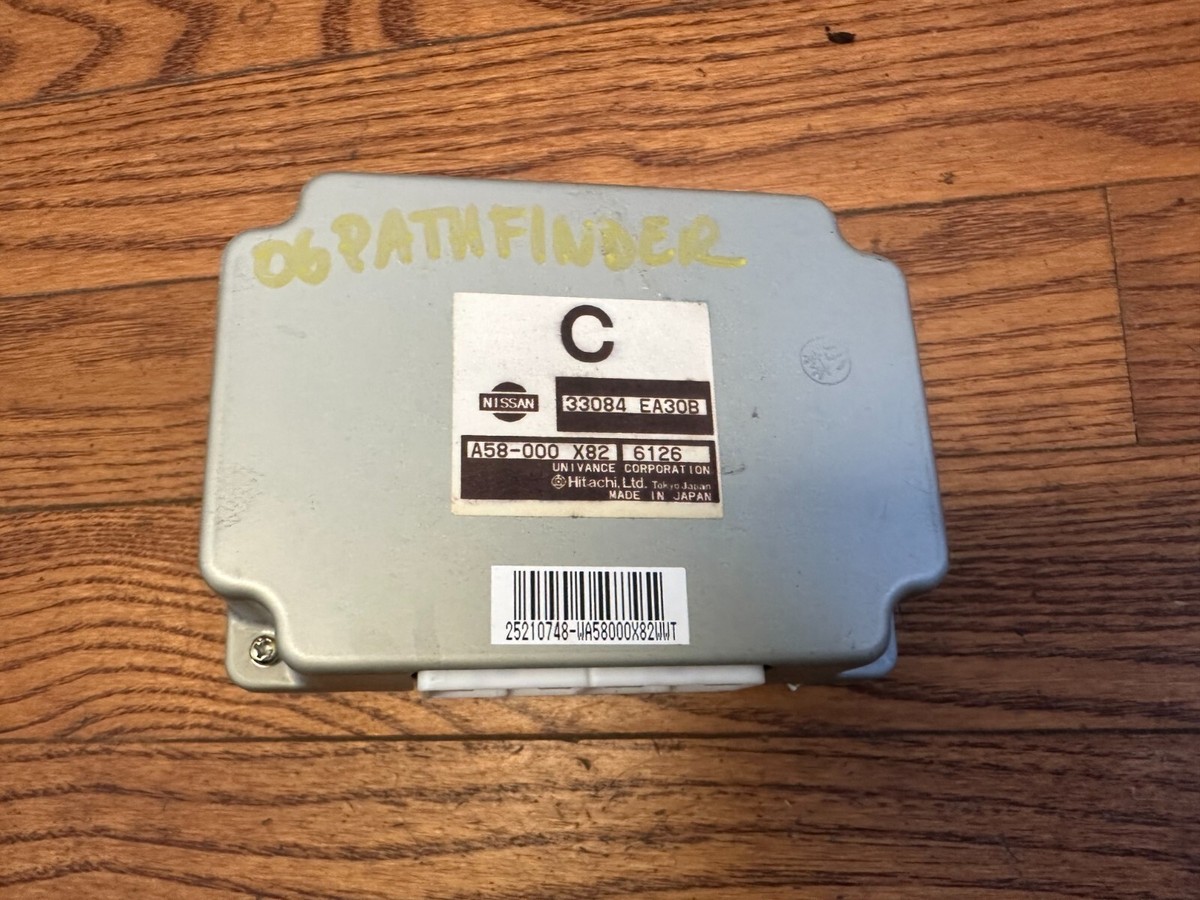 06 PATHFINDER
C
NISSAN
33084 EA30B
A58-000 X82 6126
UNIVANCE CORPORATION
Hitachi, Ltd. Tokyo Japan
MADE IN JAPAN
25210748-WA58000X82WWT